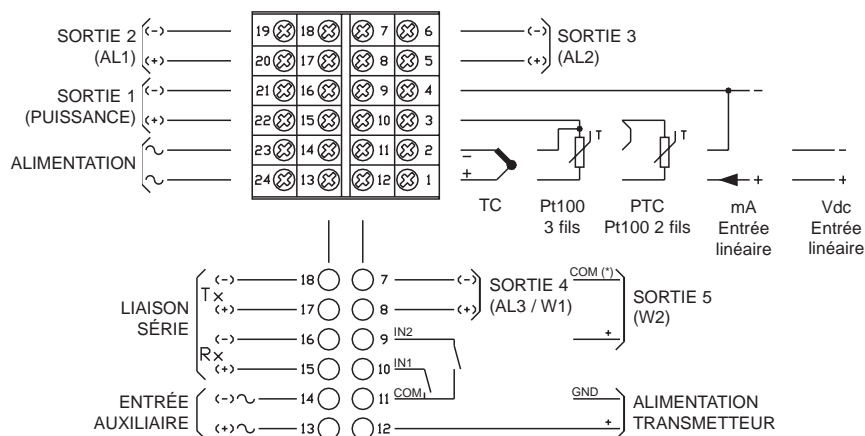 SORTIE 2 (-) 19 18 7 6 (-) SORTIE 3
(AL1) (+) 20 17 8 5 (+) (AL2)
SORTIE 1 (-) 21 16 9 4 -
(PUISSANCE) (+) 22 15 10 3 T T
ALIMENTATION 23 14 11 2 - -
24 13 12 1 + + +
TC Pt100 PTC mA Vdc
3 fils Pt100 2 fils Entrée Entrée
linéaire linéaire
(-) 18 7 (-) SORTIE 4 COM (*) SORTIE 5
Tx (+) 17 8 (+) (AL3 / W1) (W2)
LIAISON
SÉRIE (-) 16 9 IN2 +
Rx (+) 15 10 IN1
ENTRÉE (-) 14 11 COM GND ALIMENTATION
AUXILIAIRE (+) 13 12 + TRANSMETTEUR